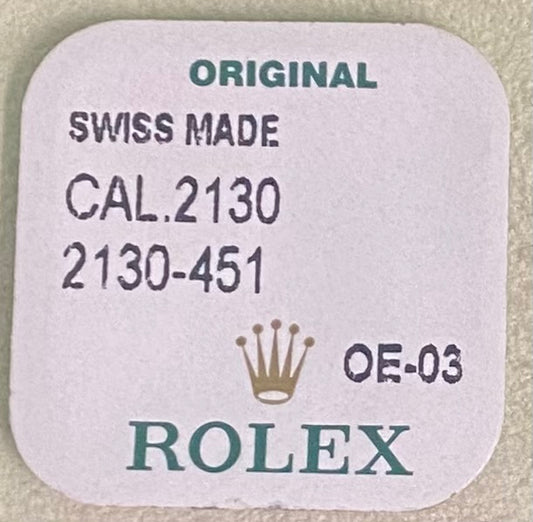 ORIGINAL
SWISS MADE
CAL.2130
2130-451
OE-03
ROLEX